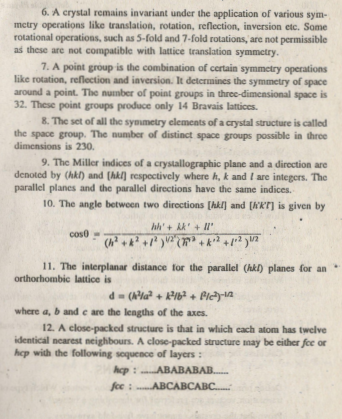 6. A crystal remains invariant under the application of various sym-
metry operations like translation, rotation, reflection, inversion etc. Some
rotational operations, such as 5-fold and 7-fold rotations, are not permissible
as these are not compatible with lattice translation symmetry.
7. A point group is the combination of certain symmetry operations
like rotation, reflection and inversion. It determines the symmetry of space
around a point. The number of point groups in three-dimensional space is
32. These point groups produce only 14 Bravais lattices.
8. The set of all the symmetry elements of a crystal structure is called
the space group. The number of distinct space groups possible in three
dimensions is 230.
9. The Miller indices of a crystallographic plane and a direction are
denoted by (hkl) and [hkl] respectively where h, k and l are integers. The
parallel planes and the parallel directions have the same indices.
10. The angle between two directions [hkl] and [h'k'l'] is given by
cosθ = hh' + kk' + ll' / (h² + k² + l²)^1/2 (h'² + k'² + l'²)^1/2
11. The interplanar distance for the parallel (hkl) planes for an
orthorhombic lattice is
d = (h²/a² + k²/b² + l²/c²)^-1/2
where a, b and c are the lengths of the axes.
12. A close-packed structure is that in which each atom has twelve
identical nearest neighbours. A close-packed structure may be either fcc or
hcp with the following sequence of layers :
hcp : ......ABABABAB......
fcc : ......ABCABCABC......